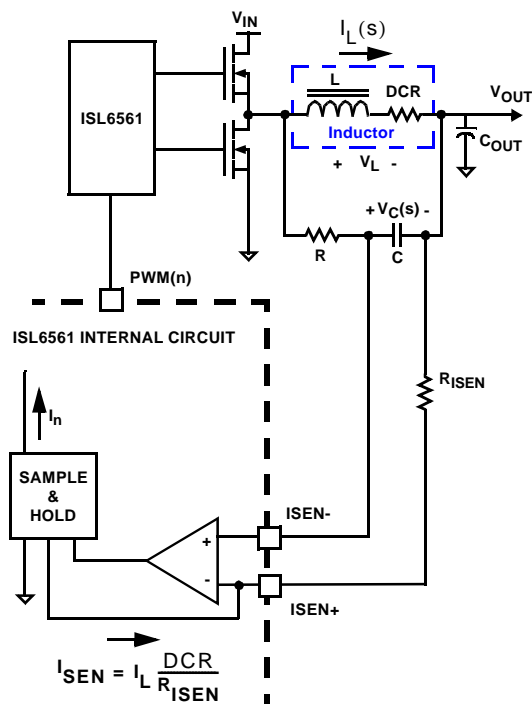 V_IN
I_L(s)
ISL6561
L
DCR
V_OUT
Inductor
+ V_L -
C_OUT
+ V_C(s) -
R
C
PWM(n)
ISL6561 INTERNAL CIRCUIT
R_ISEN
I_n
SAMPLE
&
HOLD
ISEN-
+
-
ISEN+
I_SEN = I_L DCR/R_ISEN